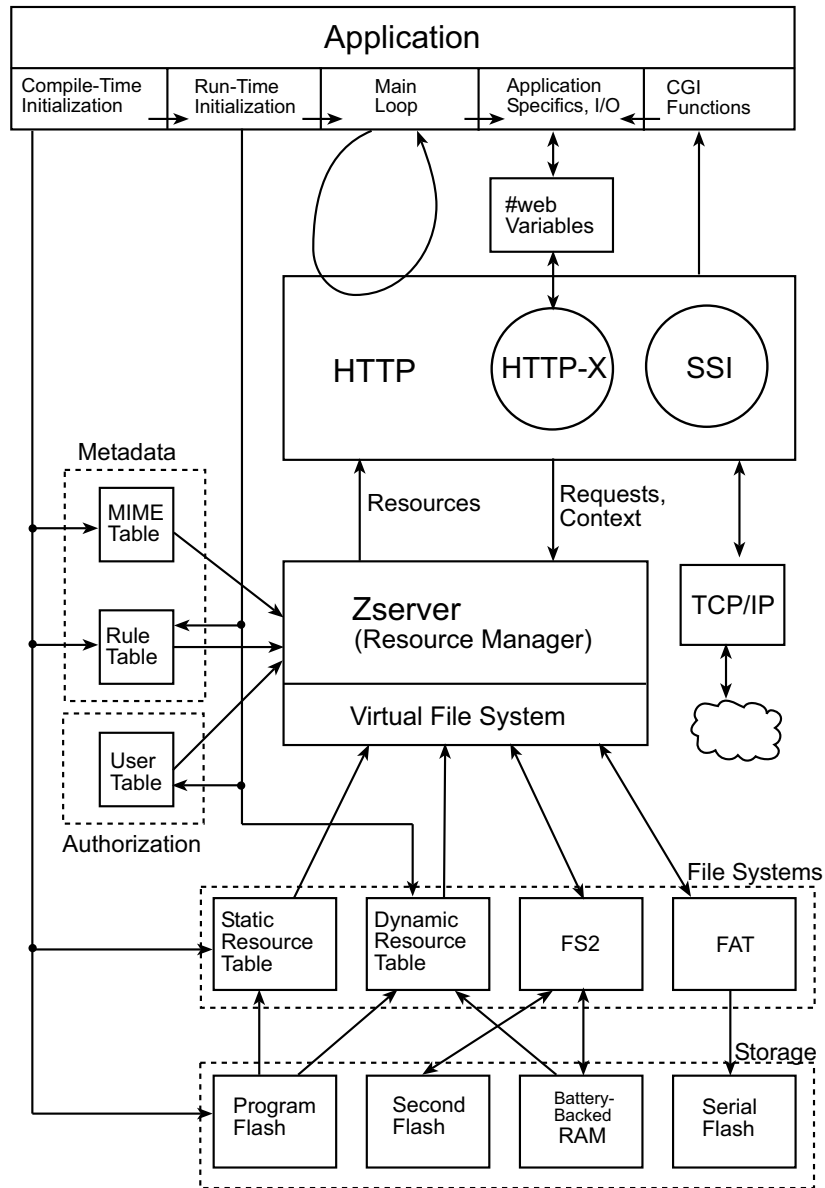 Application
Compile-Time
Initialization
Run-Time
Initialization
Main
Loop
Application
Specifics, I/O
CGI
Functions
#web
Variables
HTTP
HTTP-X
SSI
Metadata
MIME
Table
Resources
Requests,
Context
Rule
Table
Zserver
(Resource Manager)
TCP/IP
Virtual File System
User
Table
Authorization
File Systems
Static
Resource
Table
Dynamic
Resource
Table
FS2
FAT
Storage
Program
Flash
Second
Flash
Battery-
Backed
RAM
Serial
Flash